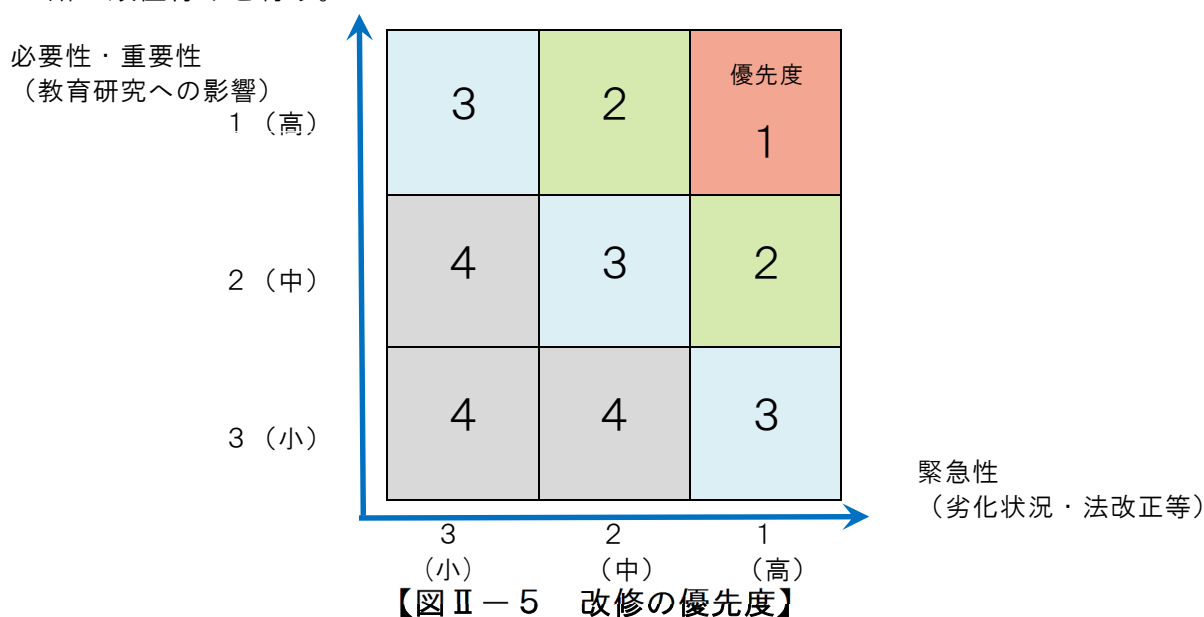 必要性・重要性
（教育研究への影響）
1（高）
3
2
優先度
1
2（中）
4
3
2
3（小）
4
4
3
緊急性
（劣化状況・法改正等）
3
2
1
（小）
（中）
（高）
【図Ⅱ－５　改修の優先度】